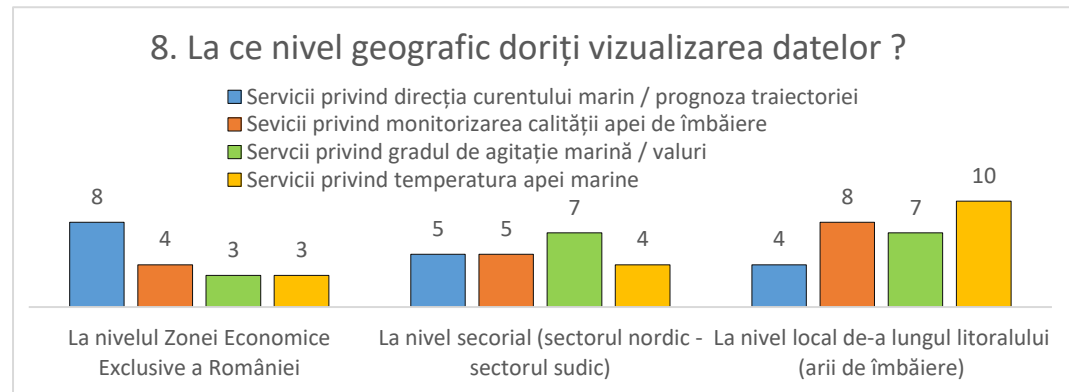 8. La ce nivel geografic doriți vizualizarea datelor ?
Servicii privind direcția curentului marin / prognoza traiectoriei
Sevicii privind monitorizarea calității apei de îmbăiere
Servcii privind gradul de agitație marină / valuri
Servicii privind temperatura apei marine
8
4
3
3
5
5
7
4
4
8
7
10
La nivelul Zonei Economice
Exclusive a României
La nivel secorial (sectorul nordic -
sectorul sudic)
La nivel local de-a lungul litoralului
(arii de îmbăiere)